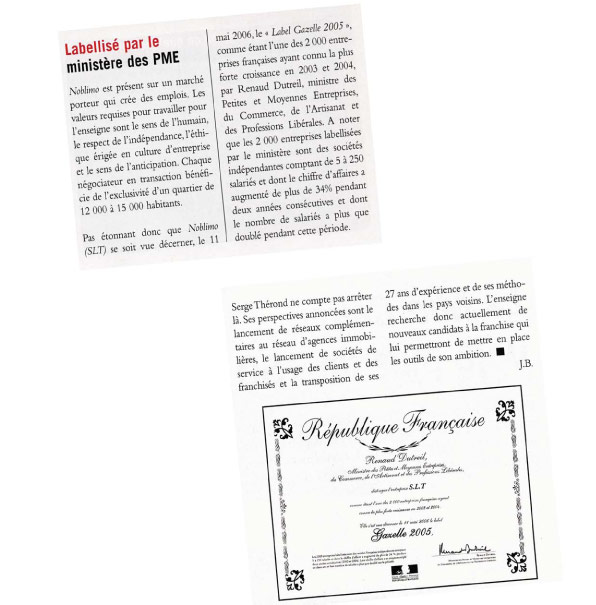 Labellisé par le
ministère des PME
Noblimo est présent sur un marché
porteur qui crée des emplois. Les
valeurs requises pour travailler pour
l'enseigne sont le sens de l'humain,
le respect de l'indépendance, l'éthi-
que érigée en culture d'entreprise
et le sens de l'anticipation. Chaque
négociateur en transaction bénéfi-
cie de l'exclusivité d'un quartier de
12 000 à 15 000 habitants.
Pas étonnant donc que Noblimo
(SLT) se soit vue décerner, le 11
mai 2006, le « Label Gazelle 2005 »,
comme étant l'une des 2 000 entre-
prises françaises ayant connu la plus
forte croissance en 2003 et 2004,
par Renaud Dutreil, ministre des
Petites et Moyennes Entreprises,
du Commerce, de l'Artisanat et
des Professions Libérales. A noter
que les 2 000 entreprises labellisées
par le ministère sont des sociétés
indépendantes comptant de 5 à 250
salariés et dont le chiffre d'affaires a
augmenté de plus de 34% pendant
deux années consécutives et dont
le nombre de salariés a plus que
doublé pendant cette période.
Serge Thérond ne compte pas arrêter
là. Ses perspectives annoncées sont le
lancement de réseaux complémen-
taires au réseau d'agences immobi-
lières, le lancement de sociétés de
service à l'usage des clients et des
franchisés et la transposition de ses
27 ans d'expérience et de ses métho-
des dans les pays voisins. L'enseigne
recherche donc actuellement de
nouveaux candidats à la franchise qui
lui permettront de mettre en place
les outils de son ambition. ■
J.B.
République Française
Renaud Dutreil,
Ministre des Petites et Moyennes Entreprises,
du Commerce, de l'Artisanat et des Professions Libérales,
distingue l'entreprise S.L.T
comme étant l'une des 2 000 entreprises françaises ayant
connu la plus forte croissance en 2003 et 2004.
Elle s'est vue décerner le 11 mai 2006 le label
Gazelle 2005.